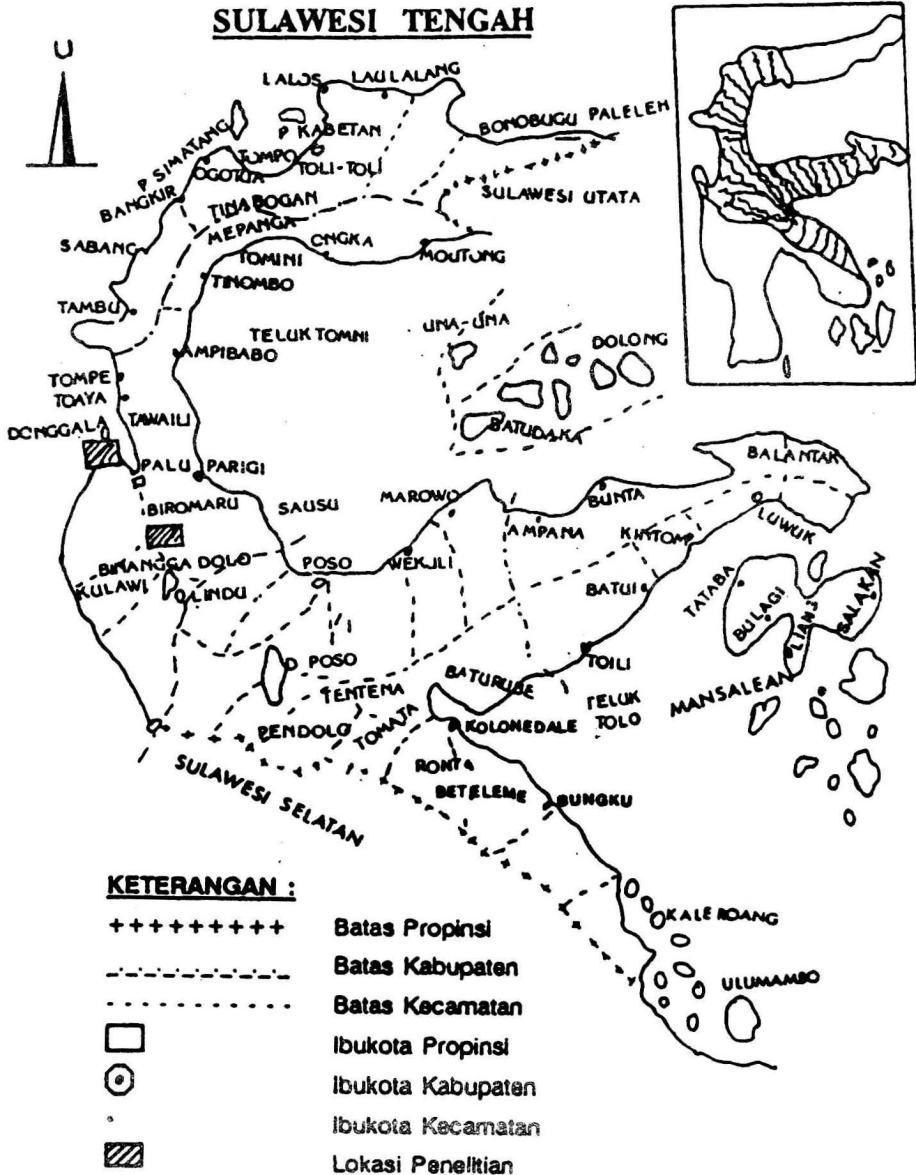 SULAWESI TENGAH
U
LALOS
LAULALANG
P KABETAN
BONOBUGU PALELEH
P SIMATANG
TOMPO
TOLI-TOLI
OGOTUA
BANGKIR
TINABOGAN
SULAWESI UTATA
MEPANGA
SABANG
TOMINI
ONGKA
MOUTONG
TINOMBO
TAMBU
TELUK TOMNI
UNA-UNA
DOLONG
AMPIBABO
TOMPE
TOAYA
TAWAILI
BATUDAKA
DONGGALA
PALU
PARIGI
BALANTAK
BIROMARU
SAUSU
MAROWO
BUNTA
AMPANA
KINTOM
LUWUK
BINANGGA DOLO
POSO
WEKJLI
KULAWI
LINDU
BATUI
TATABA
BULAGI
LIANG
SALAKAN
D POSO
TOILI
TENTENA
BATURUBE
TELUK
TOLO
MANSALEAN
PENDOLO
TOMATA
KOLONEDALE
SULAWESI SELATAN
RONTA
BETELEME
BUNGKU
KALEROANG
ULUMAMBO
KETERANGAN :
Batas Propinsi
Batas Kabupaten
Batas Kecamatan
Ibukota Propinsi
Ibukota Kabupaten
Ibukota Kecamatan
Lokasi Penelitian